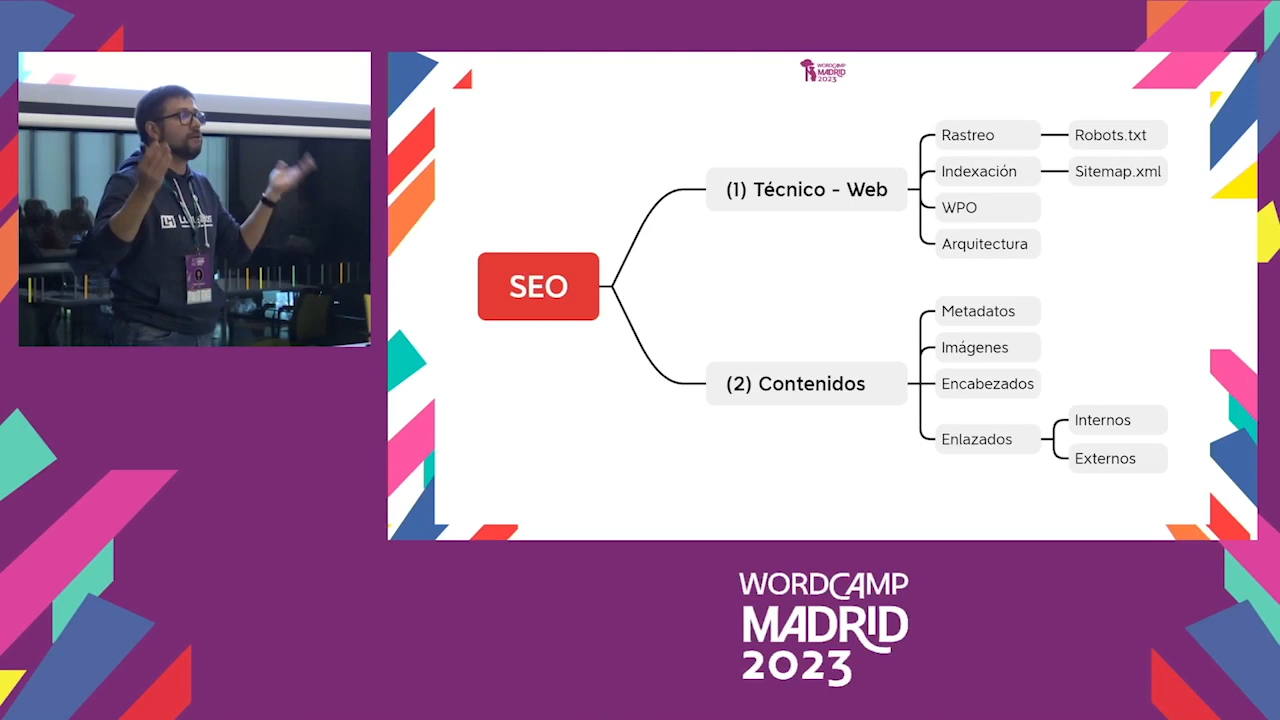 WORDCAMP
MADRID
2023
SEO
(1) Técnico - Web
Rastreo
Robots.txt
Indexación
Sitemap.xml
WPO
Arquitectura
(2) Contenidos
Metadatos
Imágenes
Encabezados
Enlazados
Internos
Externos
LH
WORDCAMP
MADRID
2023